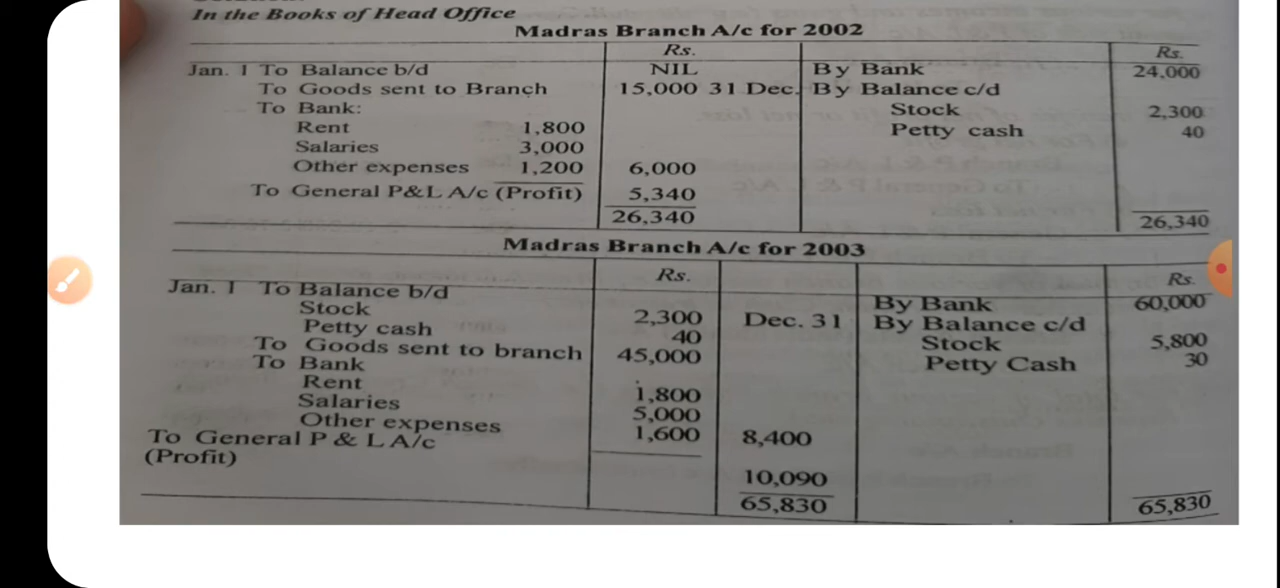 In the Books of Head Office
Madras Branch A/c for 2002
Rs. Rs.
Jan. 1 To Balance b/d NIL By Bank 24,000
To Goods sent to Branch 15,000 31 Dec. By Balance c/d
To Bank: Stock 2,300
Rent 1,800 Petty cash 40
Salaries 3,000
Other expenses 1,200 6,000
To General P&L A/c (Profit) 5,340
26,340 26,340
Madras Branch A/c for 2003
Rs. Rs.
Jan. 1 To Balance b/d By Bank 60,000
Stock 2,300 Dec. 31 By Balance c/d
Petty cash 40 Stock 5,800
To Goods sent to branch 45,000 Petty Cash 30
To Bank
Rent 1,800
Salaries 5,000
Other expenses 1,600 8,400
To General P & L A/c
(Profit) 10,090
65,830 65,830